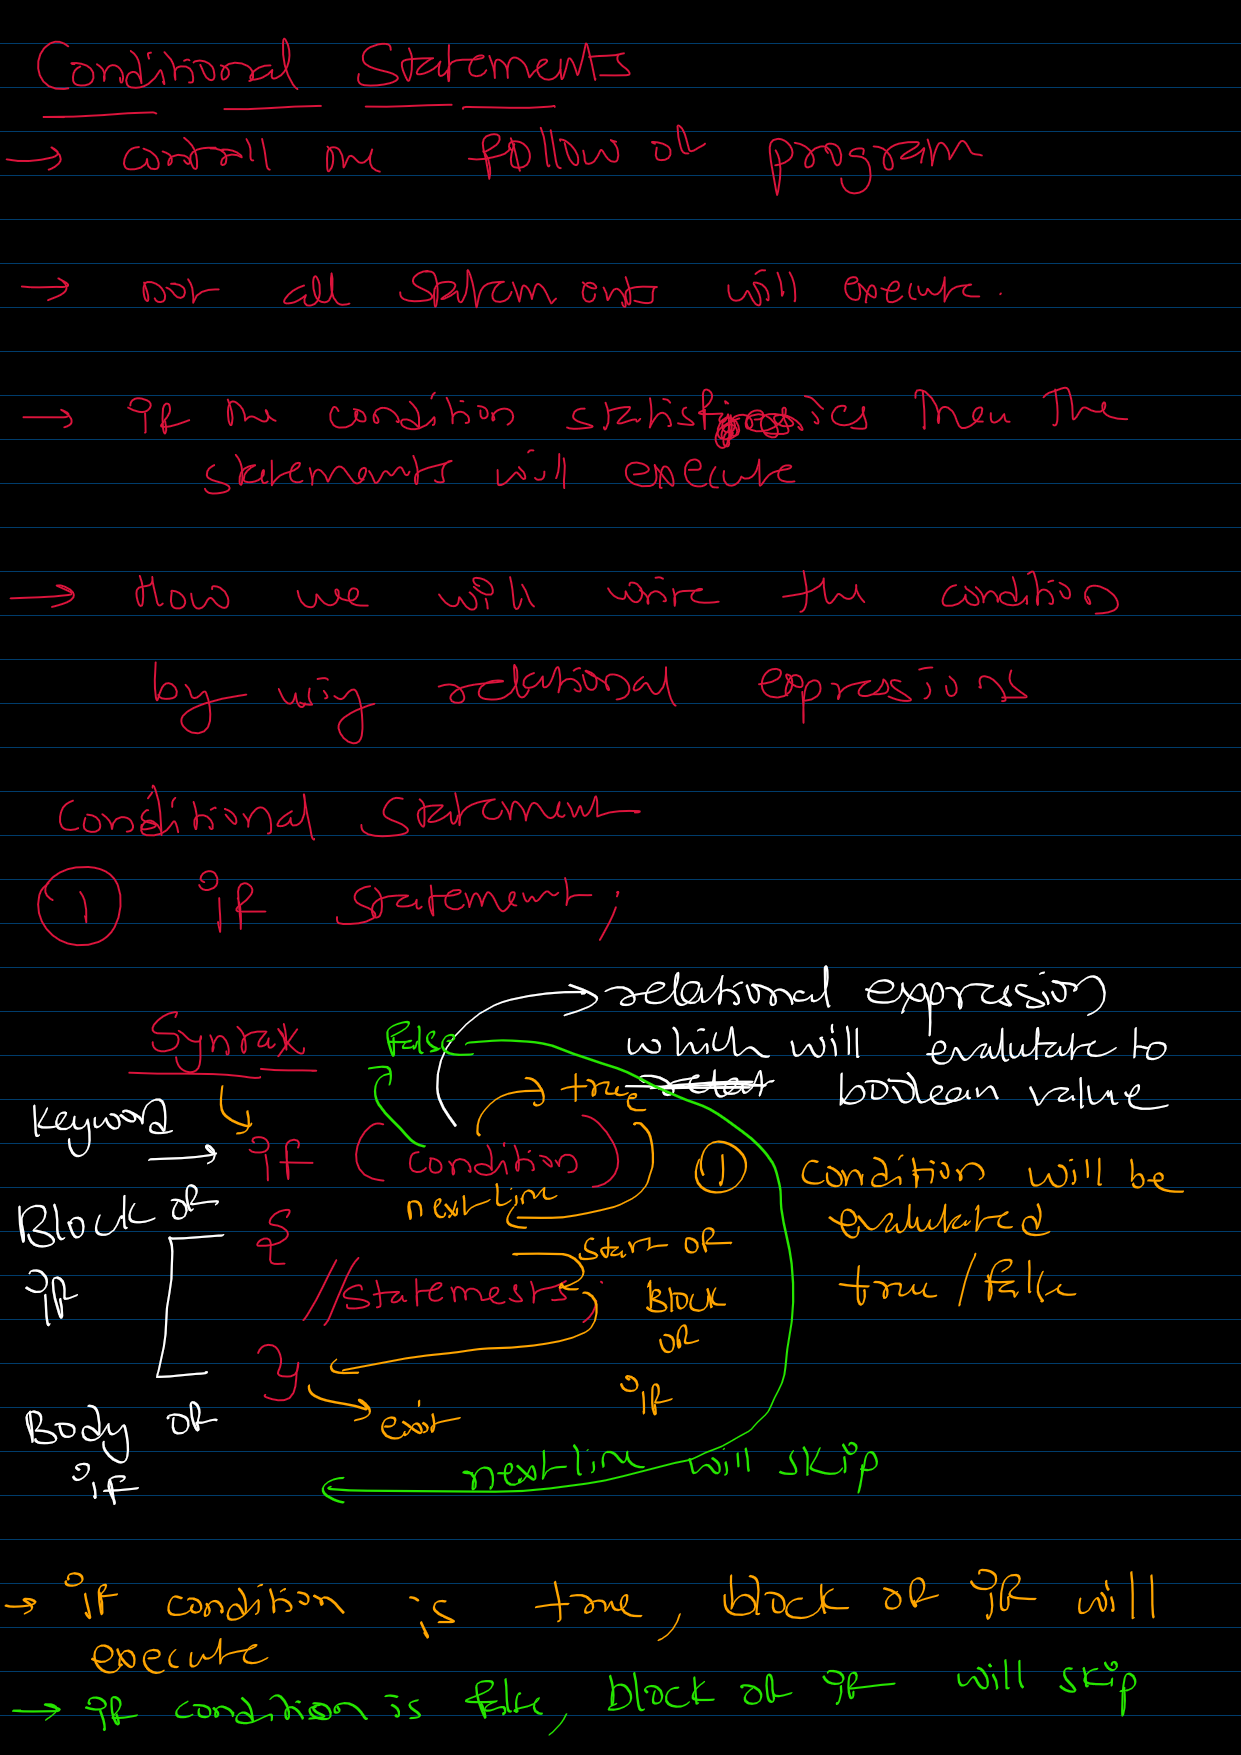 Conditional Statements
→ controll the follow of program
→ not all statements will execute.
→ if the condition statisfies then the
statements will execute
→ How we will write the condition
by using relational expressions
Conditional Statement
① if statement;
relational expression
Syntax false which will evalutate to
true boolean value
Keyword
→ if (condition) ① condition will be
next line evalutated
Block of { start of
if //statements; Block true/false
of
} if
Body of exit
if next line will skip
→ if condition is true, block of if will
execute
→ if condition is false, block of if will skip